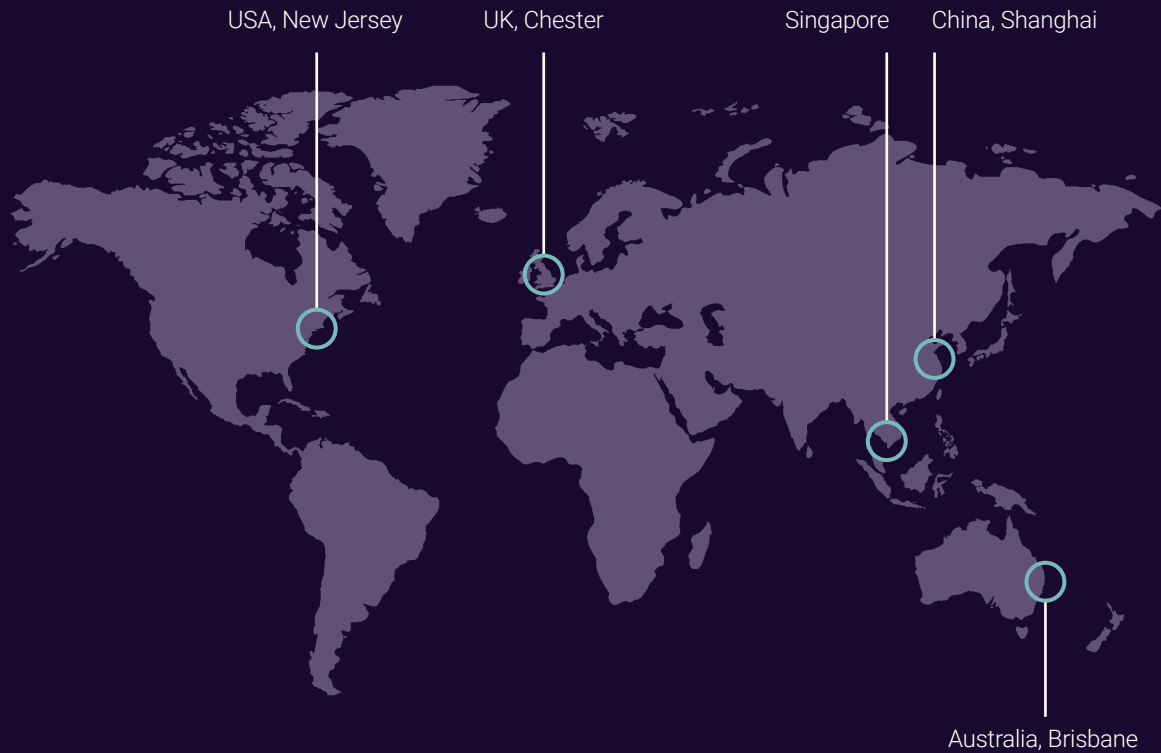 USA, New Jersey
UK, Chester
Singapore
China, Shanghai
Australia, Brisbane